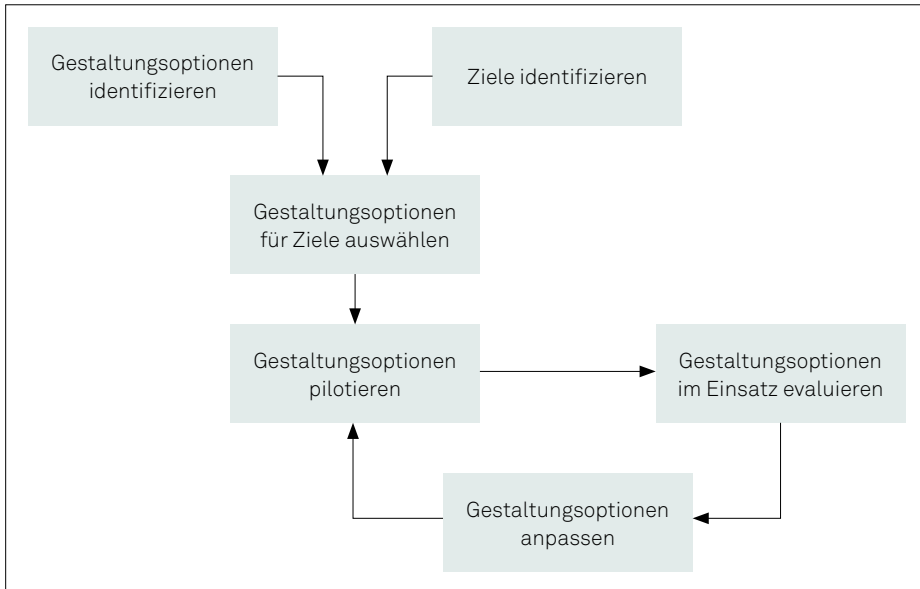 Gestaltungsoptionen
identifizieren
Ziele identifizieren
Gestaltungsoptionen
für Ziele auswählen
Gestaltungsoptionen
pilotieren
Gestaltungsoptionen
im Einsatz evaluieren
Gestaltungsoptionen
anpassen